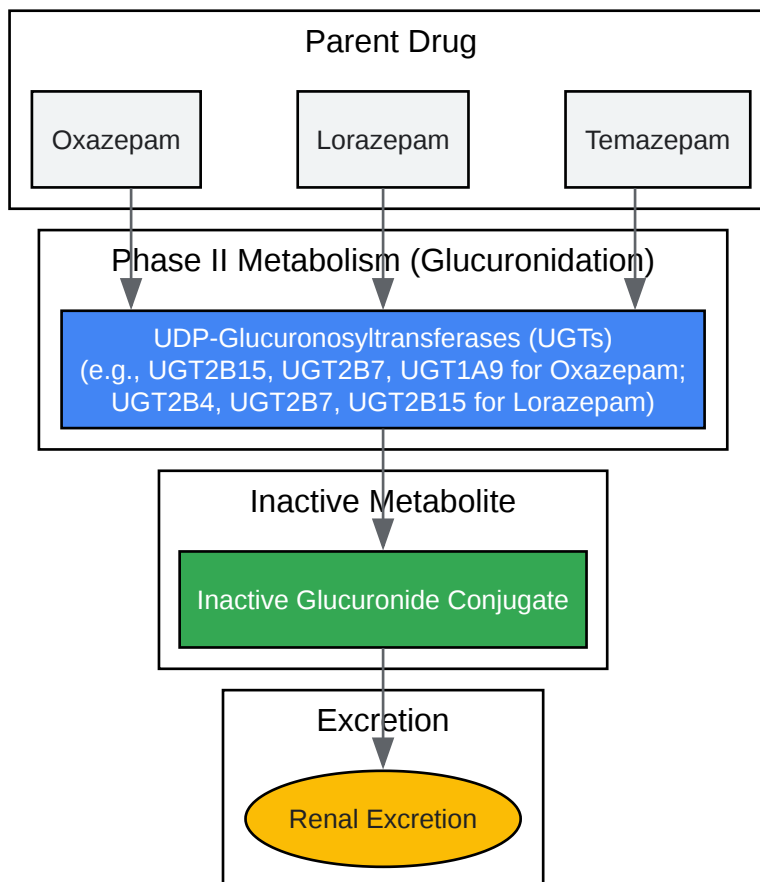 Parent Drug
Oxazepam
Lorazepam
Temazepam
Phase II Metabolism (Glucuronidation)
UDP-Glucuronosyltransferases (UGTs)
(e.g., UGT2B15, UGT2B7, UGT1A9 for Oxazepam;
UGT2B4, UGT2B7, UGT2B15 for Lorazepam)
Inactive Metabolite
Inactive Glucuronide Conjugate
Excretion
Renal Excretion